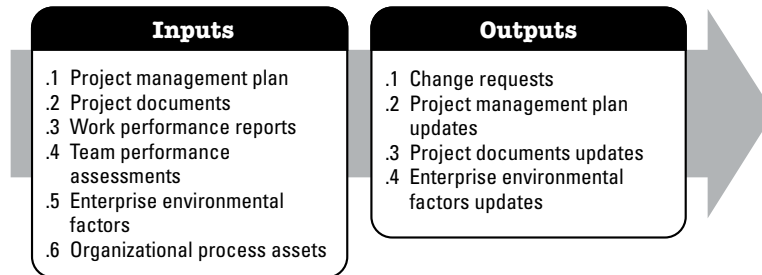 Inputs
.1 Project management plan
.2 Project documents
.3 Work performance reports
.4 Team performance
assessments
.5 Enterprise environmental
factors
.6 Organizational process assets
Outputs
.1 Change requests
.2 Project management plan
updates
.3 Project documents updates
.4 Enterprise environmental
factors updates